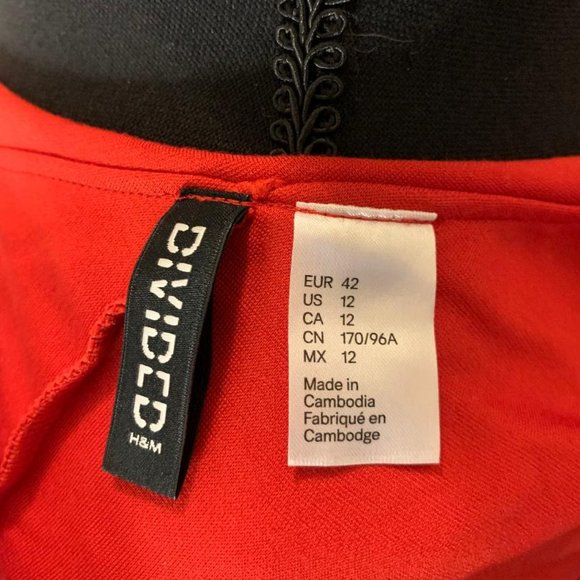 DIVIDED
H&M
EUR 42
US 12
CA 12
CN 170/96A
MX 12
Made in
Cambodia
Fabriqué en
Cambodge